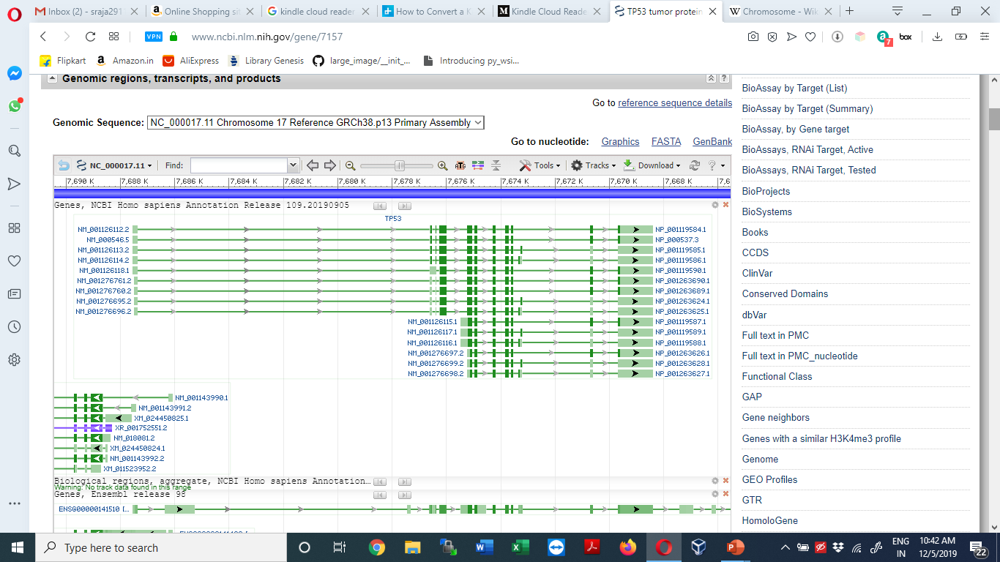 Inbox (2) - sraja291
Online Shopping sit
kindle cloud reader
How to Convert a K
Kindle Cloud Reade
TP53 tumor protein
Chromosome - Wiki
VPN
www.ncbi.nlm.nih.gov/gene/7157
7
box
Flipkart
Amazon.in
AliExpress
Library Genesis
large_image/__init_...
Introducing py_wsi...
Genomic regions, transcripts, and products
Go to reference sequence details
Genomic Sequence: NC_000017.11 Chromosome 17 Reference GRCh38.p13 Primary Assembly
Go to nucleotide: Graphics FASTA GenBank
NC_000017.11 Find: Tools Tracks Download ?
7,690 K 7,688 K 7,686 K 7,684 K 7,682 K 7,680 K 7,678 K 7,676 K 7,674 K 7,672 K 7,670 K 7,668 K 7,6
Genes, NCBI Homo sapiens Annotation Release 109.20190905
TP53
NM_001126112.2 NP_001119584.1
NM_000546.5 NP_000537.3
NM_001126113.2 NP_001119585.1
NM_001126114.2 NP_001119586.1
NM_001126118.1 NP_001119590.1
NM_001276761.2 NP_001263690.1
NM_001276760.2 NP_001263689.1
NM_001276695.2 NP_001263624.1
NM_001276696.2 NP_001263625.1
NM_001126115.1 NP_001119587.1
NM_001126117.1 NP_001119589.1
NM_001126116.1 NP_001119588.1
NM_001276697.2 NP_001263626.1
NM_001276699.2 NP_001263628.1
NM_001276698.2 NP_001263627.1
NM_001143990.1
NM_001143991.2
XM_024450825.1
XR_001752551.2
NM_018081.2
XM_024450824.1
NM_001143992.2
XM_011523952.2
Biological regions, aggregate, NCBI Homo sapiens Annotation...
Warning: No track data found in this range
Genes, Ensembl release 98
ENSG00000141510 [...
BioAssay by Target (List)
BioAssay by Target (Summary)
BioAssay, by Gene target
BioAssays, RNAi Target, Active
BioAssays, RNAi Target, Tested
BioProjects
BioSystems
Books
CCDS
ClinVar
Conserved Domains
dbVar
Full text in PMC
Full text in PMC_nucleotide
Functional Class
GAP
Gene neighbors
Genes with a similar H3K4me3 profile
Genome
GEO Profiles
GTR
HomoloGene
Type here to search
ENG
IN
10:42 AM
12/5/2019
22